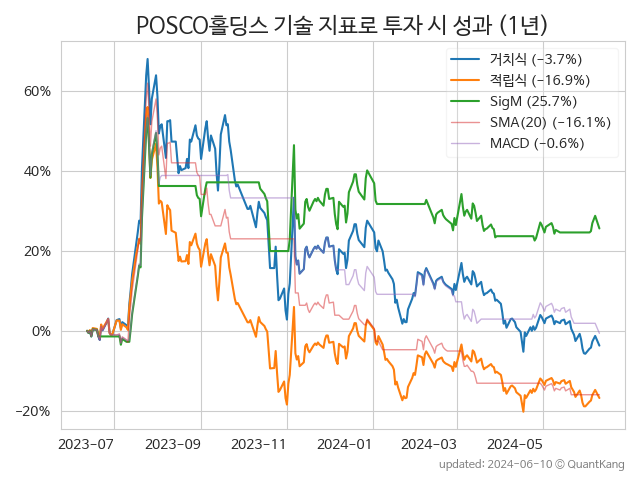 POSCO홀딩스 기술 지표로 투자 시 성과 (1년)
거치식 (−3.7%)
적립식 (−16.9%)
SigM (25.7%)
SMA(20) (−16.1%)
MACD (−0.6%)
60%
40%
20%
0%
−20%
2023−07 2023−09 2023−11 2024−01 2024−03 2024−05
updated: 2024−06−10 © QuantKang